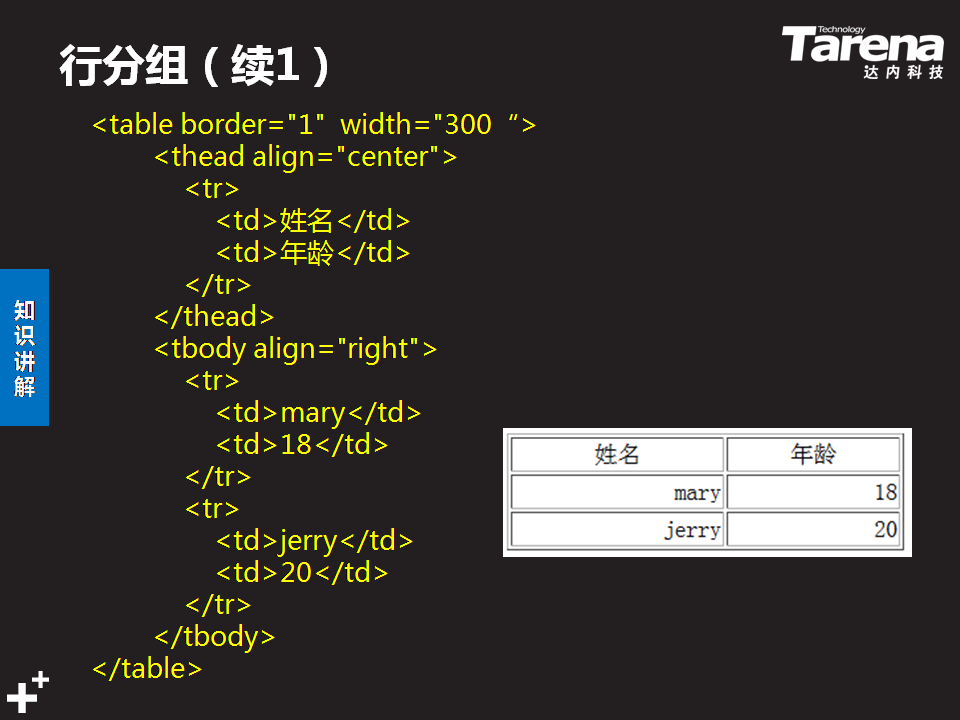 行分组（续1）
Technology
Tarena
达内科技
<table border="1"  width="300“>
<thead align="center">
<tr>
<td>姓名</td>
<td>年龄</td>
</tr>
</thead>
<tbody align="right">
<tr>
<td>mary</td>
<td>18</td>
</tr>
<tr>
<td>jerry</td>
<td>20</td>
</tr>
</tbody>
</table>
知识讲解
姓名 年龄
mary 18
jerry 20